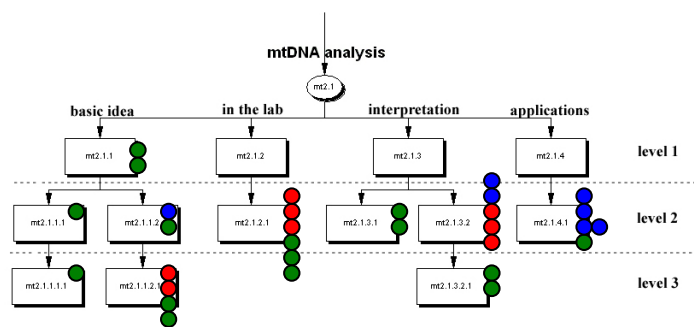 mtDNA analysis
mt2.1
basic idea
in the lab
interpretation
applications
mt2.1.1
mt2.1.2
mt2.1.3
mt2.1.4
level 1
mt2.1.1.1
mt2.1.1.2
mt2.1.2.1
mt2.1.3.1
mt2.1.3.2
mt2.1.4.1
level 2
mt2.1.1.1.1
mt2.1.1.2.1
mt2.1.3.2.1
level 3